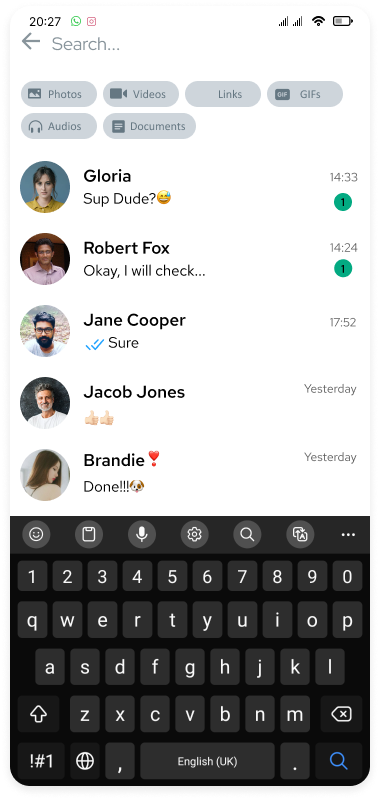 20:27
Search...
Photos Videos Links GIF GIFs
Audios Documents
Gloria 14:33
Sup Dude?😅 1
Robert Fox 14:24
Okay, I will check... 1
Jane Cooper 17:52
Sure
Jacob Jones Yesterday
👍🏻👍🏻
Brandie❣️ Yesterday
Done!!!🐶
1 2 3 4 5 6 7 8 9 0
q w e r t y u i o p
a s d f g h j k l
z x c v b n m
!#1 , English (UK) .